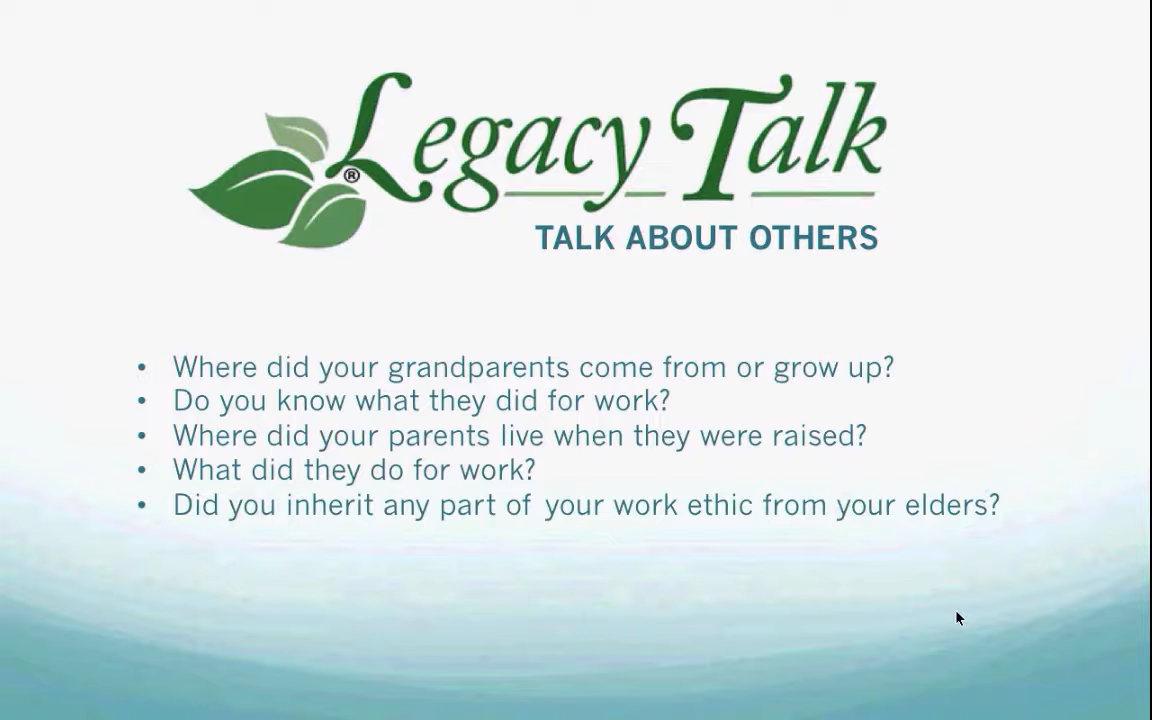 Legacy Talk
®
TALK ABOUT OTHERS
• Where did your grandparents come from or grow up?
• Do you know what they did for work?
• Where did your parents live when they were raised?
• What did they do for work?
• Did you inherit any part of your work ethic from your elders?